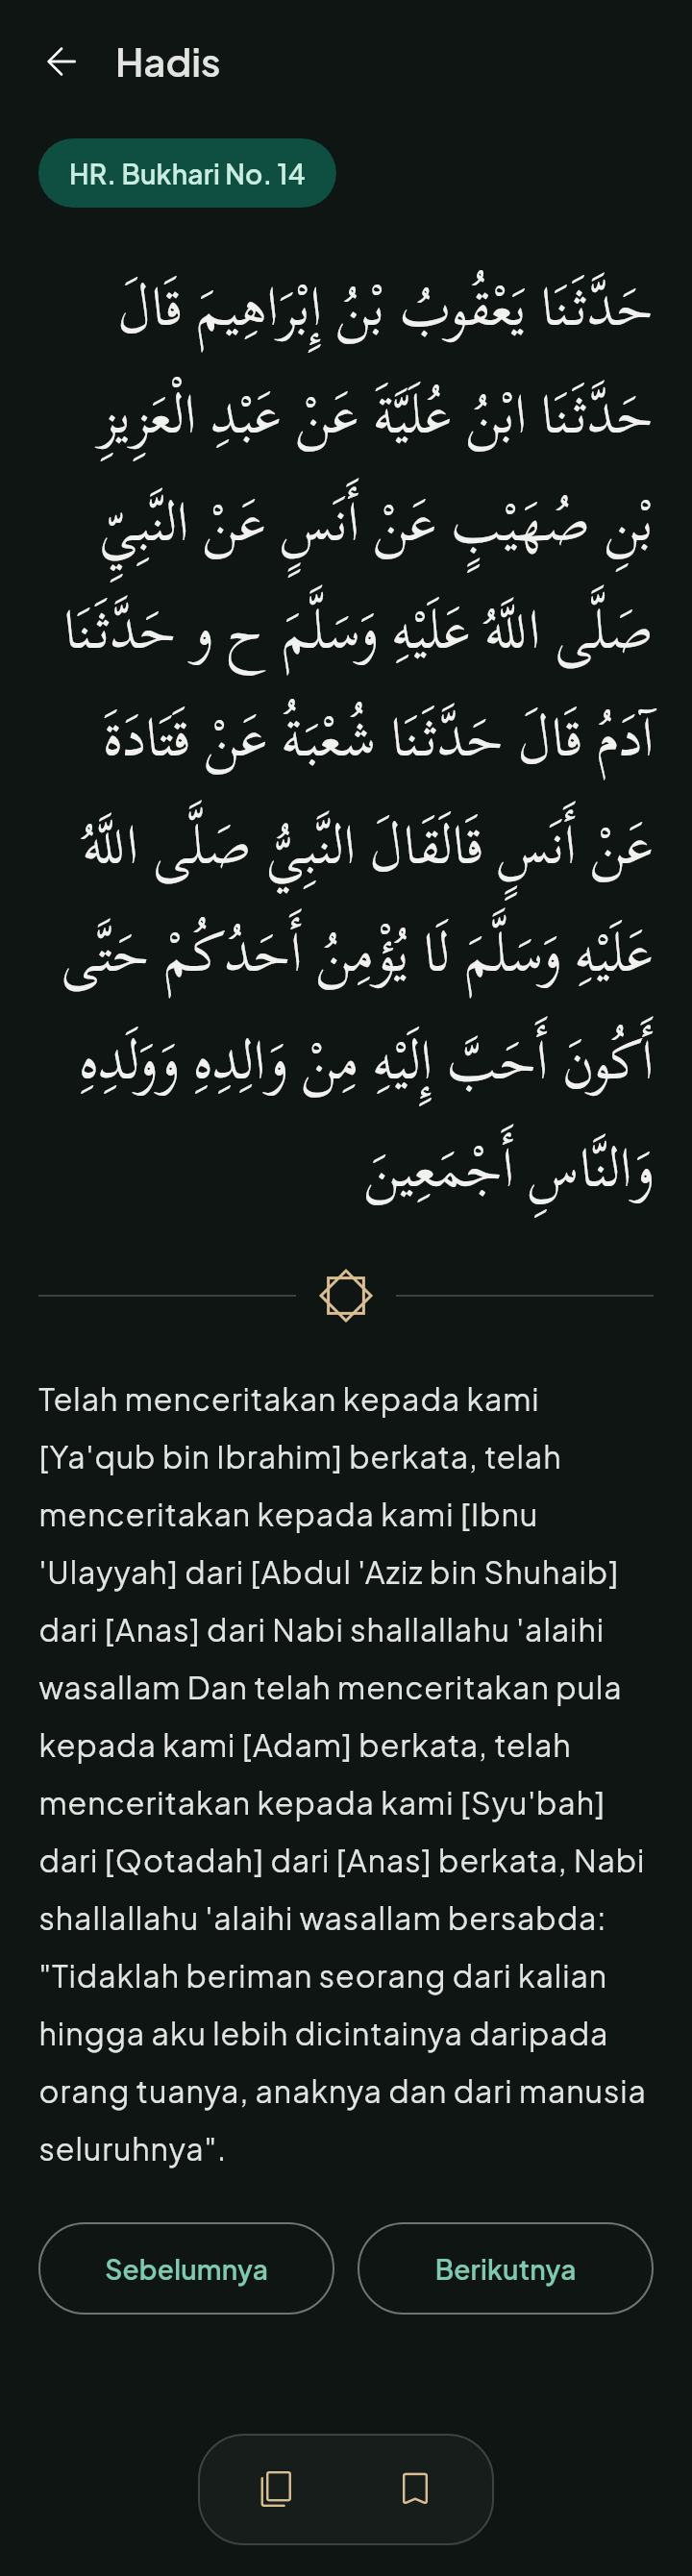 Hadis
HR. Bukhari No. 14
حَدَّثَنَا يَعْقُوبُ بْنُ إِبْرَاهِيمَ قَالَ
حَدَّثَنَا ابْنُ عُلَيَّةَ عَنْ عَبْدِ الْعَزِيزِ
بْنِ صُهَيْبٍ عَنْ أَنَسٍ عَنْ النَّبِيِّ
صَلَّى اللَّهُ عَلَيْهِ وَسَلَّمَ ح و حَدَّثَنَا
آدَمُ قَالَ حَدَّثَنَا شُعْبَةُ عَنْ قَتَادَةَ
عَنْ أَنَسٍ قَالَقَالَ النَّبِيُّ صَلَّى اللَّهُ
عَلَيْهِ وَسَلَّمَ لَا يُؤْمِنُ أَحَدُكُمْ حَتَّى
أَكُونَ أَحَبَّ إِلَيْهِ مِنْ وَالِدِهِ وَوَلَدِهِ
وَالنَّاسِ أَجْمَعِينَ
Telah menceritakan kepada kami
[Ya'qub bin Ibrahim] berkata, telah
menceritakan kepada kami [Ibnu
'Ulayyah] dari [Abdul 'Aziz bin Shuhaib]
dari [Anas] dari Nabi shallallahu 'alaihi
wasallam Dan telah menceritakan pula
kepada kami [Adam] berkata, telah
menceritakan kepada kami [Syu'bah]
dari [Qotadah] dari [Anas] berkata, Nabi
shallallahu 'alaihi wasallam bersabda:
"Tidaklah beriman seorang dari kalian
hingga aku lebih dicintainya daripada
orang tuanya, anaknya dan dari manusia
seluruhnya".
Sebelumnya
Berikutnya